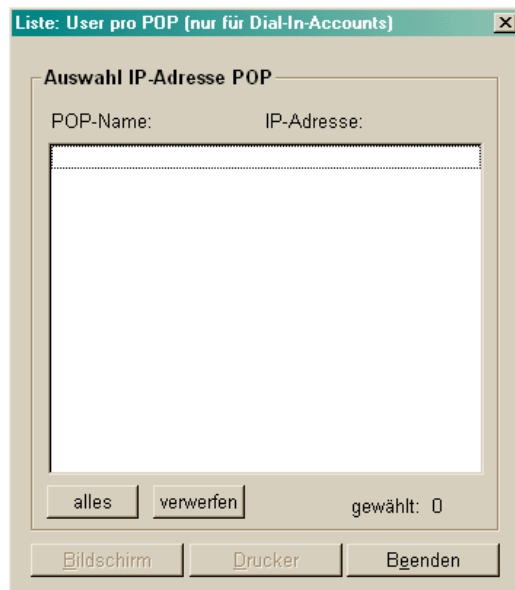 Liste: User pro POP (nur für Dial-In-Accounts)
Auswahl IP-Adresse POP
POP-Name: IP-Adresse:
alles verwerfen gewählt: 0
Bildschirm Drucker Beenden